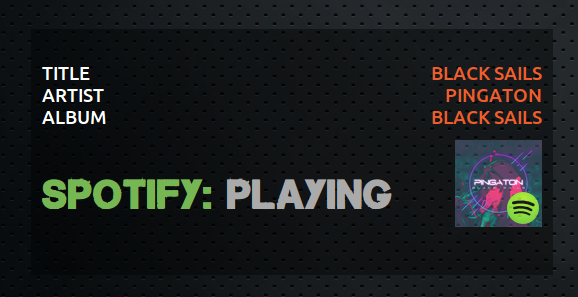 TITLE BLACK SAILS
ARTIST PINGATON
ALBUM BLACK SAILS
PINGATON
SPOTIFY: PLAYING